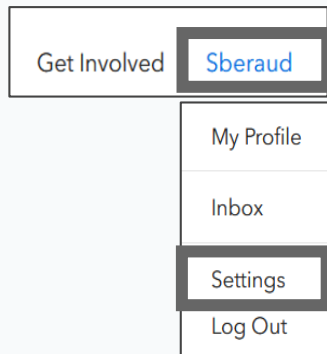 Get Involved Sberaud
My Profile
Inbox
Settings
Log Out